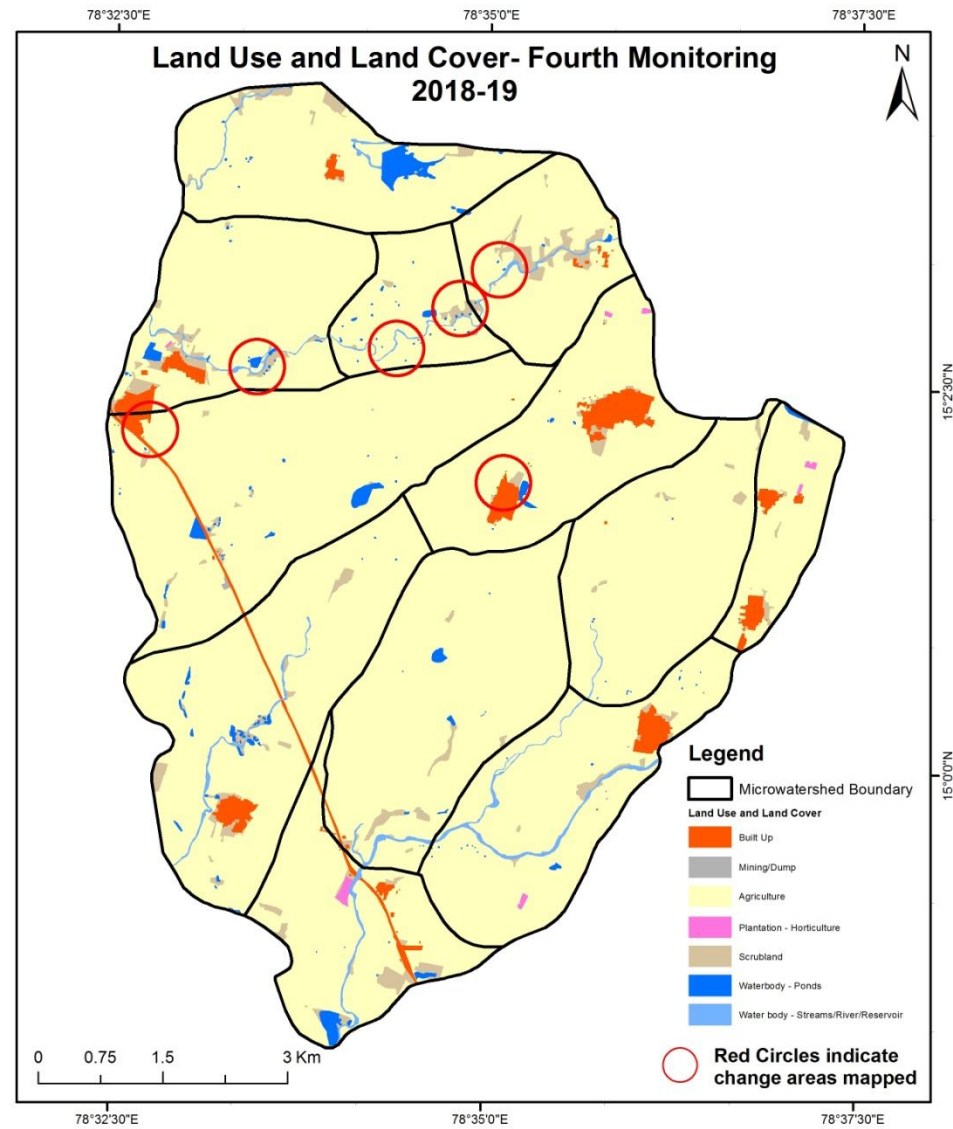 78°32'30"E
78°35'0"E
78°37'30"E
Land Use and Land Cover- Fourth Monitoring
2018-19
N
15°2'30"N
15°0'0"N
Legend
Microwatershed Boundary
Land Use and Land Cover
Built Up
Mining/Dump
Agriculture
Plantation - Horticulture
Scrubland
Waterbody - Ponds
Water body - Streams/River/Reservoir
Red Circles indicate
change areas mapped
0 0.75 1.5 3 Km
78°32'30"E
78°35'0"E
78°37'30"E